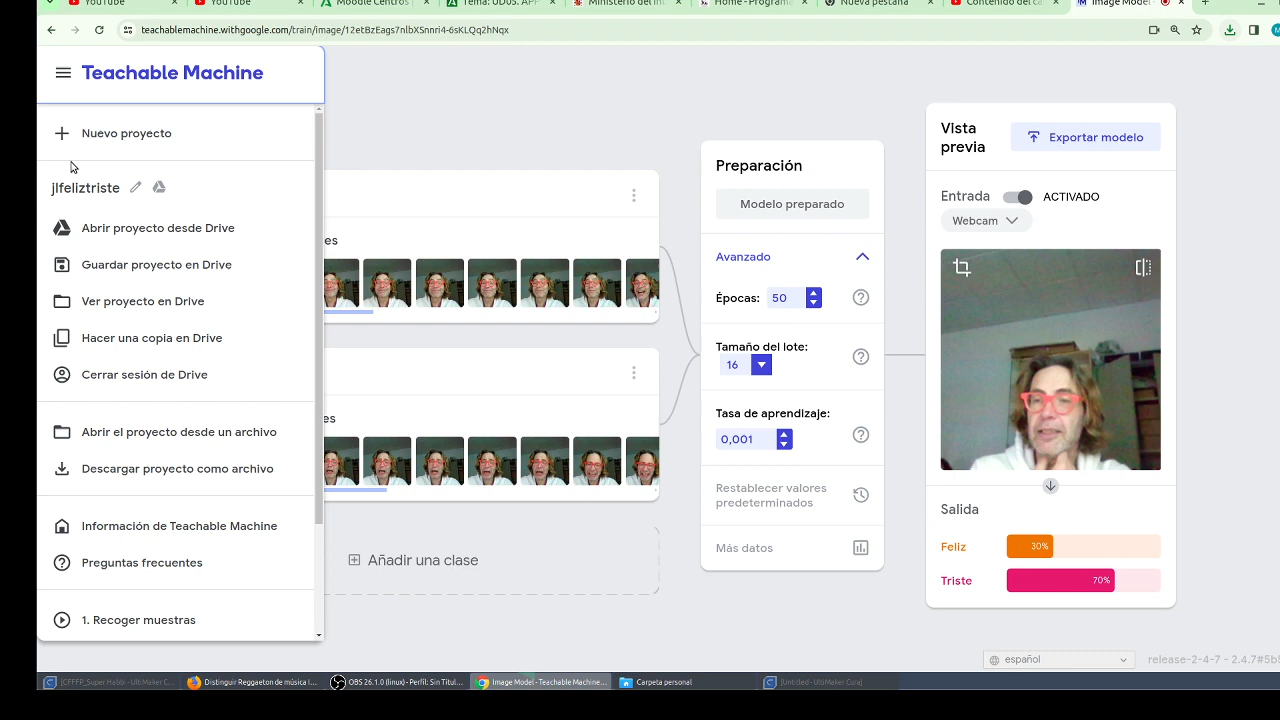 YouTube
YouTube
Moodle Centros
Tema: UD05. APP
Ministerio del In
Home - Programa
Nueva pestaña
Contenido del ca
Image Model -
teachablemachine.withgoogle.com/train/image/12etBzEags7nlbXSnnri4-6sKLQq2hNqx
Teachable Machine
Nuevo proyecto
jlfeliztriste
Abrir proyecto desde Drive
Guardar proyecto en Drive
Ver proyecto en Drive
Hacer una copia en Drive
Cerrar sesión de Drive
Abrir el proyecto desde un archivo
Descargar proyecto como archivo
Información de Teachable Machine
Preguntas frecuentes
1. Recoger muestras
es
es
Añadir una clase
Preparación
Modelo preparado
Avanzado
Épocas: 50
Tamaño del lote:
16
Tasa de aprendizaje:
0,001
Restablecer valores
predeterminados
Más datos
Vista
previa
Exportar modelo
Entrada ACTIVADO
Webcam
Salida
Feliz 30%
Triste 70%
español
release-2-4-7 - 2.4.7#5b
[CFFFP_Super Habbi - UltiMaker C...
Distinguir Reggaeton de música l...
OBS 26.1.0 (linux) - Perfil: Sin Títul...
Image Model - Teachable Machine...
Carpeta personal
[Untitled - UltiMaker Cura]